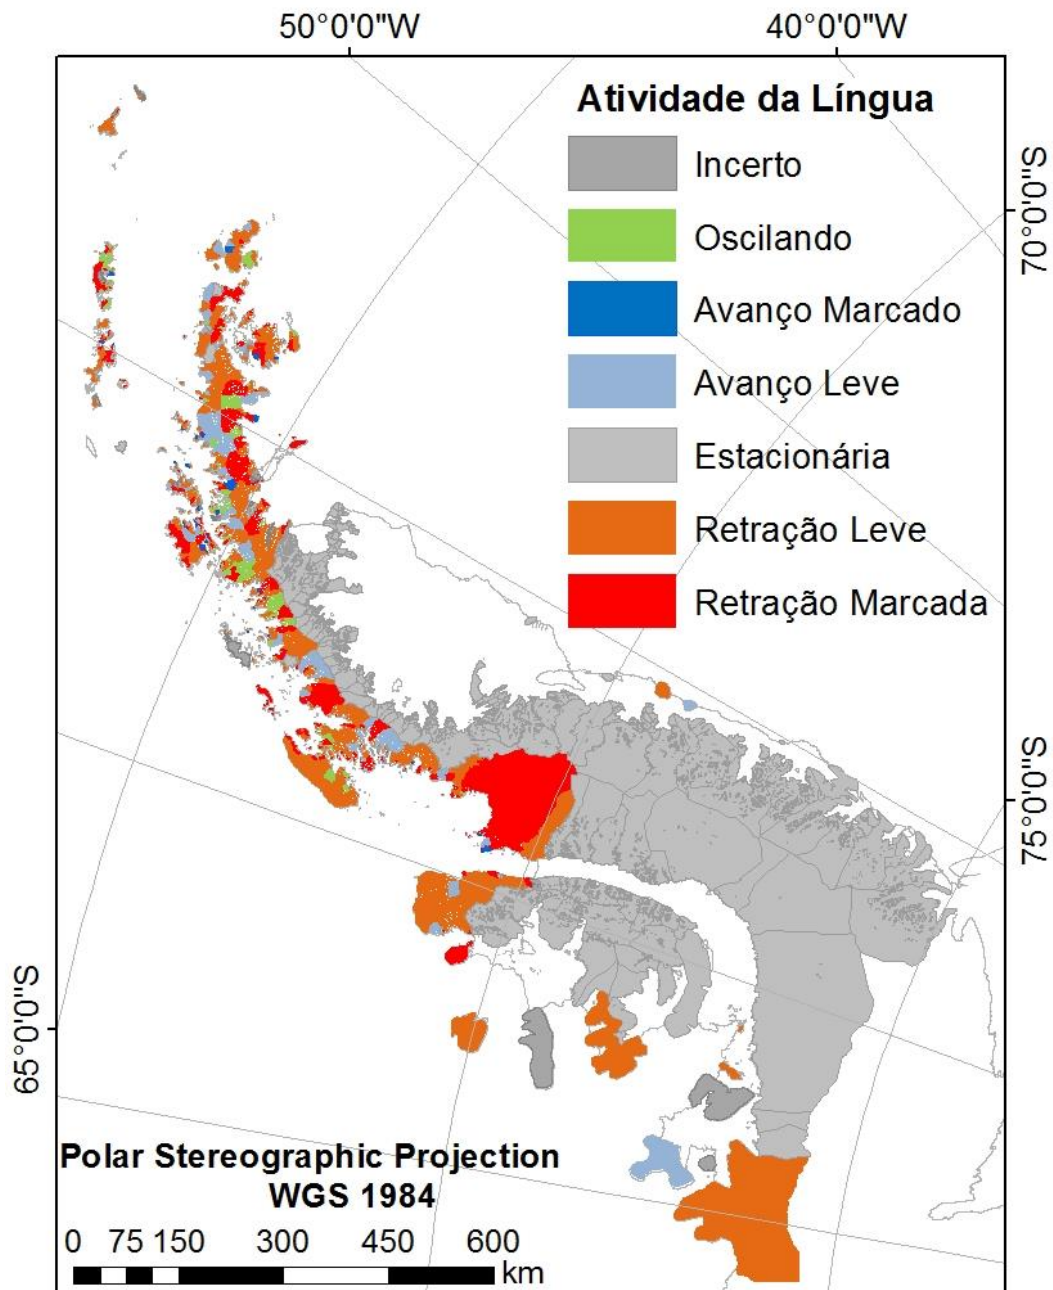 50°0'0"W
40°0'0"W
Atividade da Língua
Incerto
Oscilando
Avanço Marcado
Avanço Leve
Estacionária
Retração Leve
Retração Marcada
70°0'0"S
75°0'0"S
65°0'0"S
Polar Stereographic Projection
WGS 1984
0 75 150 300 450 600
km